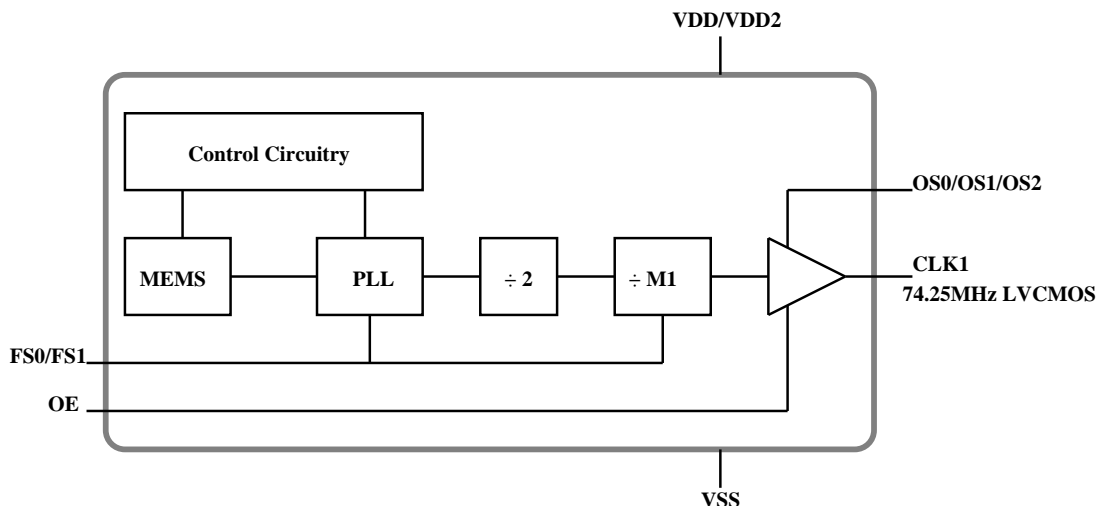 VDD/VDD2
Control Circuitry
OS0/OS1/OS2
MEMS
PLL
÷ 2
÷ M1
CLK1
74.25MHz LVCMOS
FS0/FS1
OE
VSS